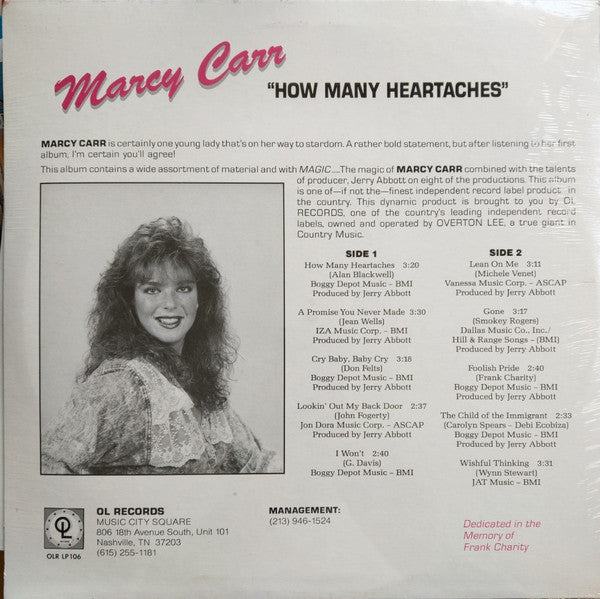 Marcy Carr
"HOW MANY HEARTACHES"
MARCY CARR is certainly one young lady that's on her way to stardom. A rather bold statement, but after listening to her first
album, I'm certain you'll agree!
This album contains a wide assortment of material and with MAGIC....The magic of MARCY CARR combined with the talents
of producer, Jerry Abbott on eight of the productions. This album
is one of—if not the—finest independent record label product in
the country. This dynamic product is brought to you by OL
RECORDS, one of the country's leading independent record
labels, owned and operated by OVERTON LEE, a true giant in
Country Music.
SIDE 1
How Many Heartaches 3:20
(Alan Blackwell)
Boggy Depot Music – BMI
Produced by Jerry Abbott
A Promise You Never Made 3:30
(Jean Wells)
IZA Music Corp. – BMI
Produced by Jerry Abbott
Cry Baby, Baby Cry 3:18
(Don Felts)
Boggy Depot Music – BMI
Produced by Jerry Abbott
Lookin' Out My Back Door 2:37
(John Fogerty)
Jon Dora Music Corp. – ASCAP
Produced by Jerry Abbott
I Won't 2:40
(G. Davis)
Boggy Depot Music – BMI
SIDE 2
Lean On Me 3:11
(Michele Venet)
Vanessa Music Corp. – ASCAP
Gone 3:17
(Smokey Rogers)
Dallas Music Co., Inc./
Hill & Range Songs – (BMI)
Produced by Jerry Abbott
Foolish Pride 2:40
(Frank Charity)
Boggy Depot Music – BMI
Produced by Jerry Abbott
The Child of the Immigrant 2:33
(Carolyn Spears – Debi Ecobiza)
Boggy Depot Music – BMI
Produced by Jerry Abbott
Wishful Thinking 3:31
(Wynn Stewart)
JAT Music – BMI
OL
OLR LP106
OL RECORDS
MUSIC CITY SQUARE
806 18th Avenue South, Unit 101
Nashville, TN 37203
(615) 255-1181
MANAGEMENT:
(213) 946-1524
Dedicated in the
Memory of
Frank Charity